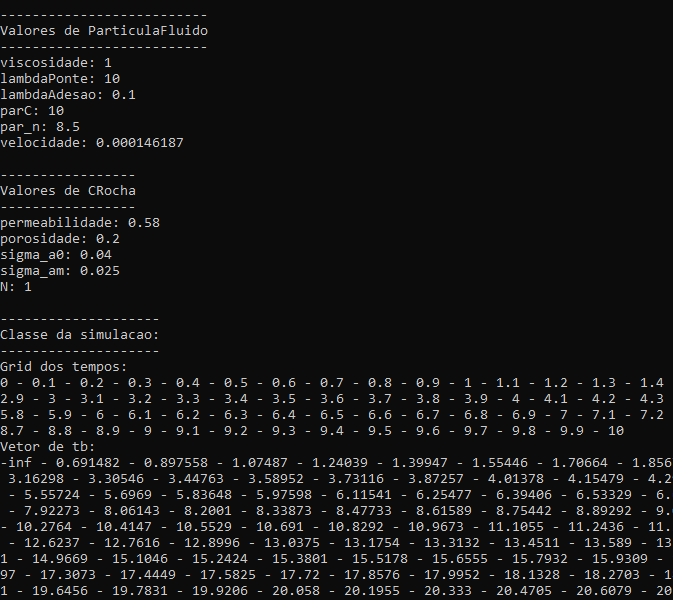 --------------------------
Valores de ParticulaFluido
--------------------------
viscosidade: 1
lambdaPonte: 10
lambdaAdesao: 0.1
parC: 10
par_n: 8.5
velocidade: 0.000146187
-----------------
Valores de CRocha
-----------------
permeabilidade: 0.58
porosidade: 0.2
sigma_a0: 0.04
sigma_am: 0.025
N: 1
--------------------
Classe da simulacao:
--------------------
Grid dos tempos:
0 - 0.1 - 0.2 - 0.3 - 0.4 - 0.5 - 0.6 - 0.7 - 0.8 - 0.9 - 1 - 1.1 - 1.2 - 1.3 - 1.4
2.9 - 3 - 3.1 - 3.2 - 3.3 - 3.4 - 3.5 - 3.6 - 3.7 - 3.8 - 3.9 - 4 - 4.1 - 4.2 - 4.3
5.8 - 5.9 - 6 - 6.1 - 6.2 - 6.3 - 6.4 - 6.5 - 6.6 - 6.7 - 6.8 - 6.9 - 7 - 7.1 - 7.2
8.7 - 8.8 - 8.9 - 9 - 9.1 - 9.2 - 9.3 - 9.4 - 9.5 - 9.6 - 9.7 - 9.8 - 9.9 - 10
Vetor de tb:
-inf - 0.691482 - 0.897558 - 1.07487 - 1.24039 - 1.39947 - 1.55446 - 1.70664 - 1.856
3.16298 - 3.30546 - 3.44763 - 3.58952 - 3.73116 - 3.87257 - 4.01378 - 4.15479 - 4.2
- 5.55724 - 5.6969 - 5.83648 - 5.97598 - 6.11541 - 6.25477 - 6.39406 - 6.53329 - 6.
- 7.92273 - 8.06143 - 8.2001 - 8.33873 - 8.47733 - 8.61589 - 8.75442 - 8.89292 - 9.
- 10.2764 - 10.4147 - 10.5529 - 10.691 - 10.8292 - 10.9673 - 11.1055 - 11.2436 - 11.
- 12.6237 - 12.7616 - 12.8996 - 13.0375 - 13.1754 - 13.3132 - 13.4511 - 13.589 - 13
1 - 14.9669 - 15.1046 - 15.2424 - 15.3801 - 15.5178 - 15.6555 - 15.7932 - 15.9309 -
97 - 17.3073 - 17.4449 - 17.5825 - 17.72 - 17.8576 - 17.9952 - 18.1328 - 18.2703 - 1
1 - 19.6456 - 19.7831 - 19.9206 - 20.058 - 20.1955 - 20.333 - 20.4705 - 20.6079 - 20